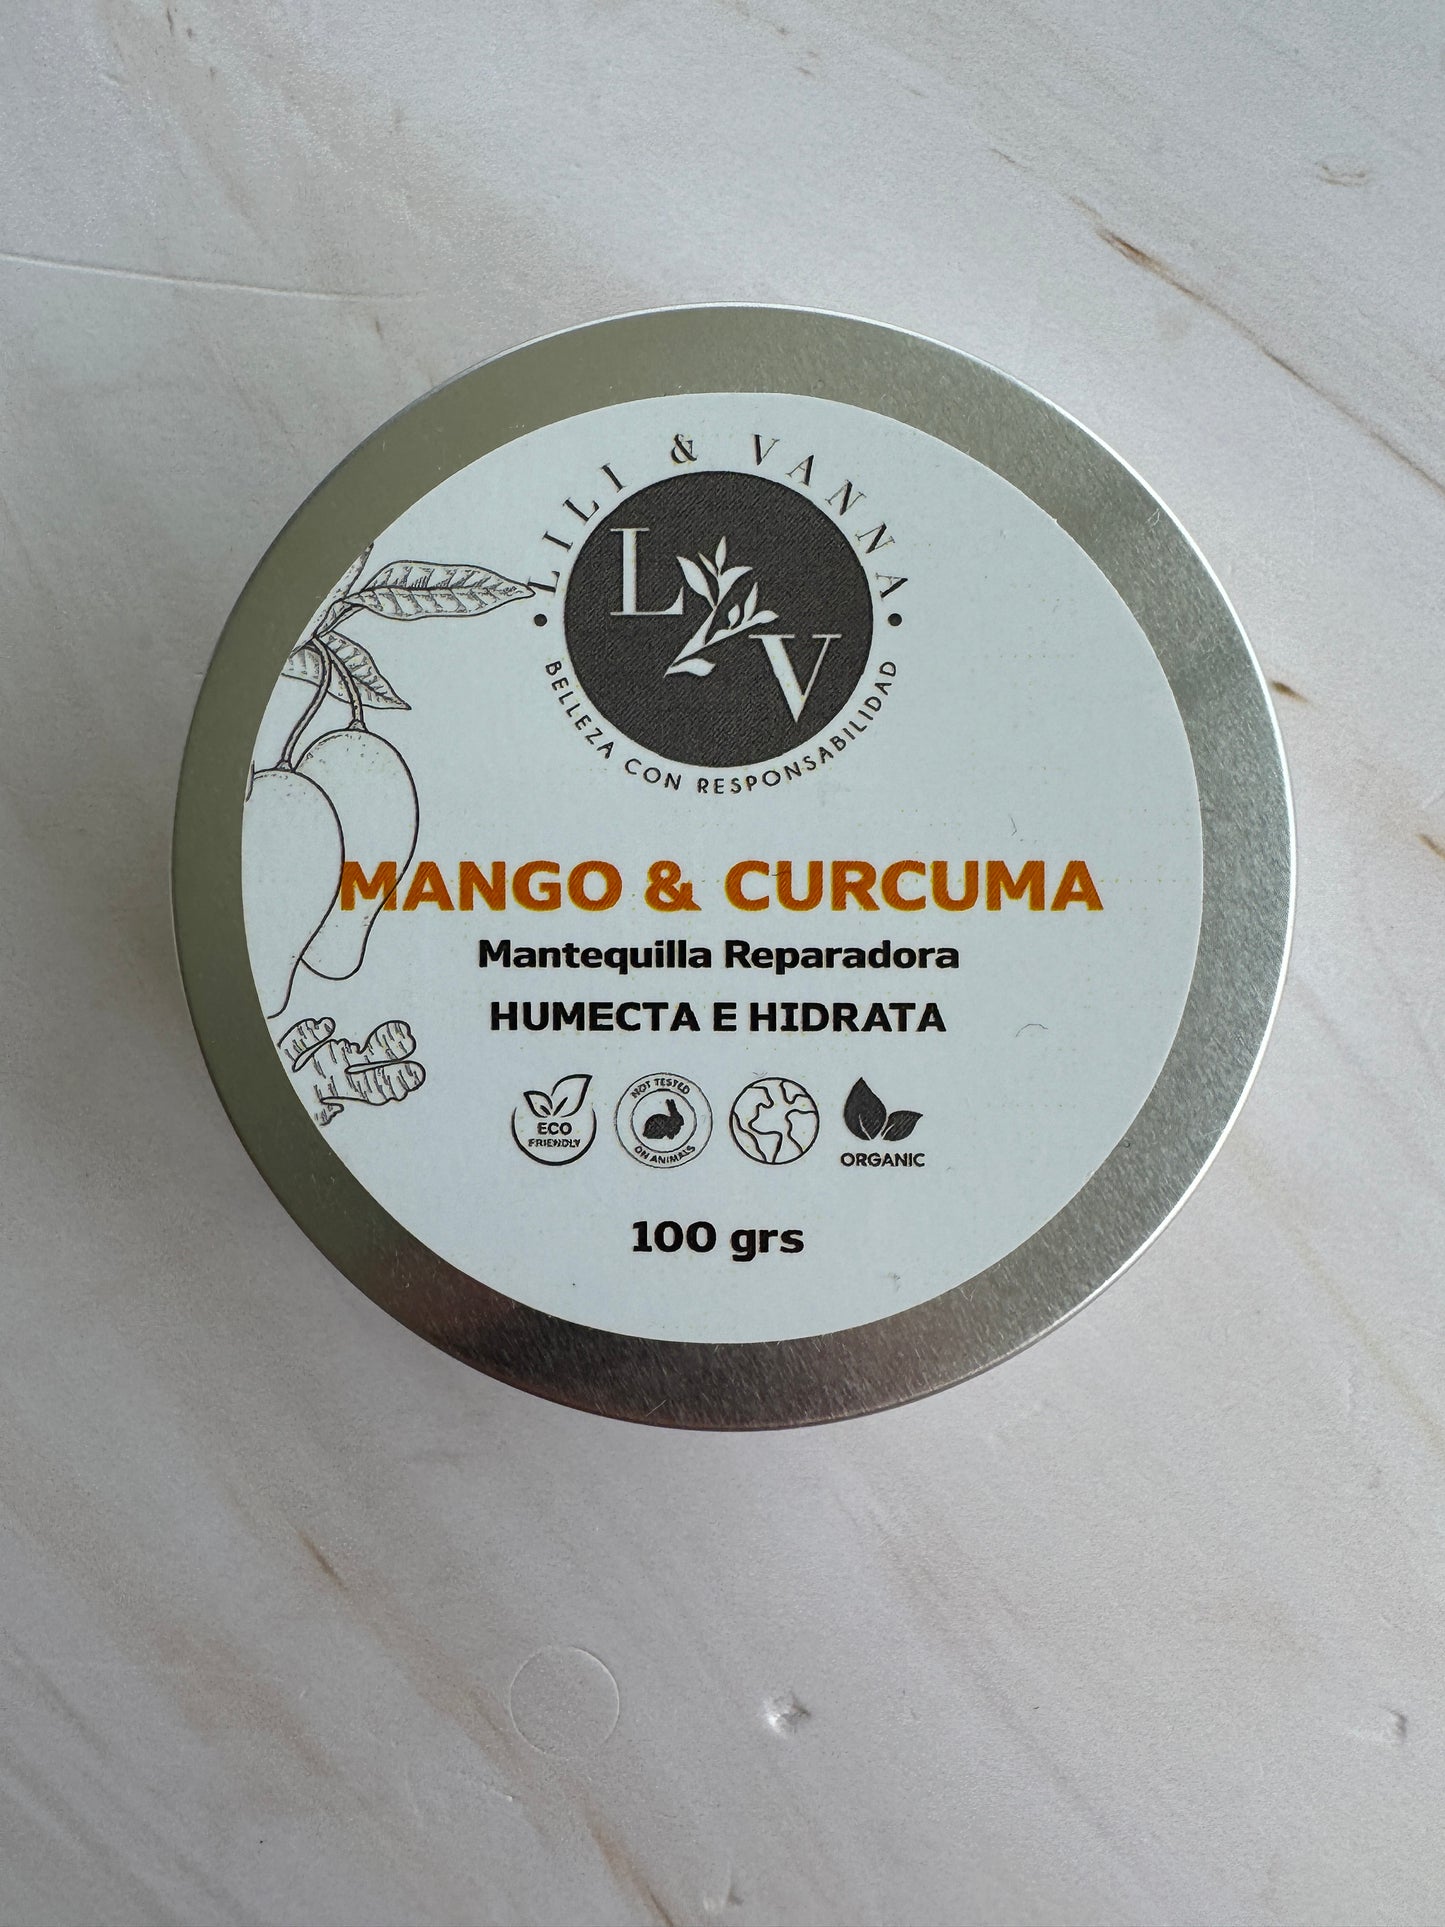 LILI & VANNA
L V
BELLEZA CON RESPONSABILIDAD
MANGO & CURCUMA
Mantequilla Reparadora
HUMECTA E HIDRATA
ECO
FRIENDLY
NOT TESTED
ON ANIMALS
ORGANIC
100 grs